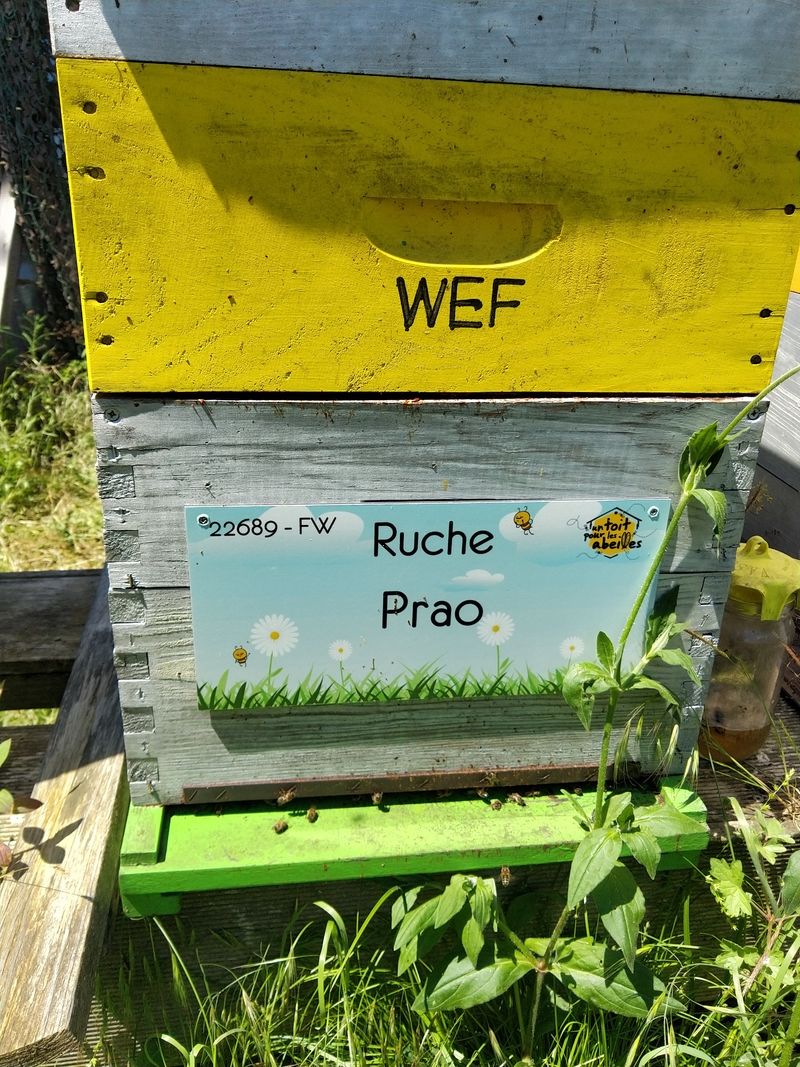 WEF
22689 - FW
Ruche
Prao
un toit
pour les
abeilles